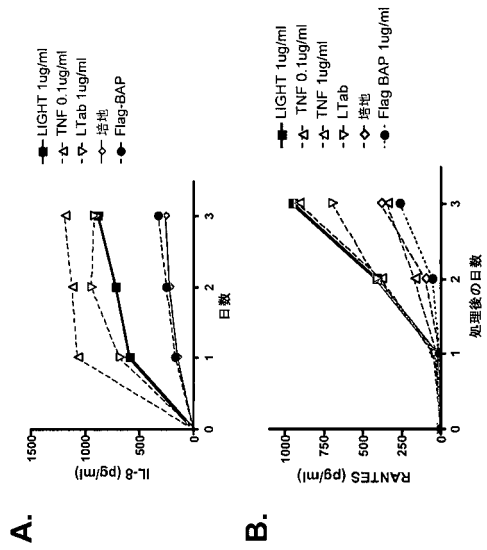 A.
IL-8 (pg/ml)
1500
1000
500
0
0 1 2 3
日数
LIGHT 1ug/ml
TNF 0.1ug/ml
LTab 1ug/ml
培地
Flag-BAP
B.
RANTES (pg/ml)
1000
750
500
250
0
0 1 2 3
処理後の日数
LIGHT 1ug/ml
TNF 0.1ug/ml
TNF 1ug/ml
LTab
培地
Flag BAP 1ug/ml